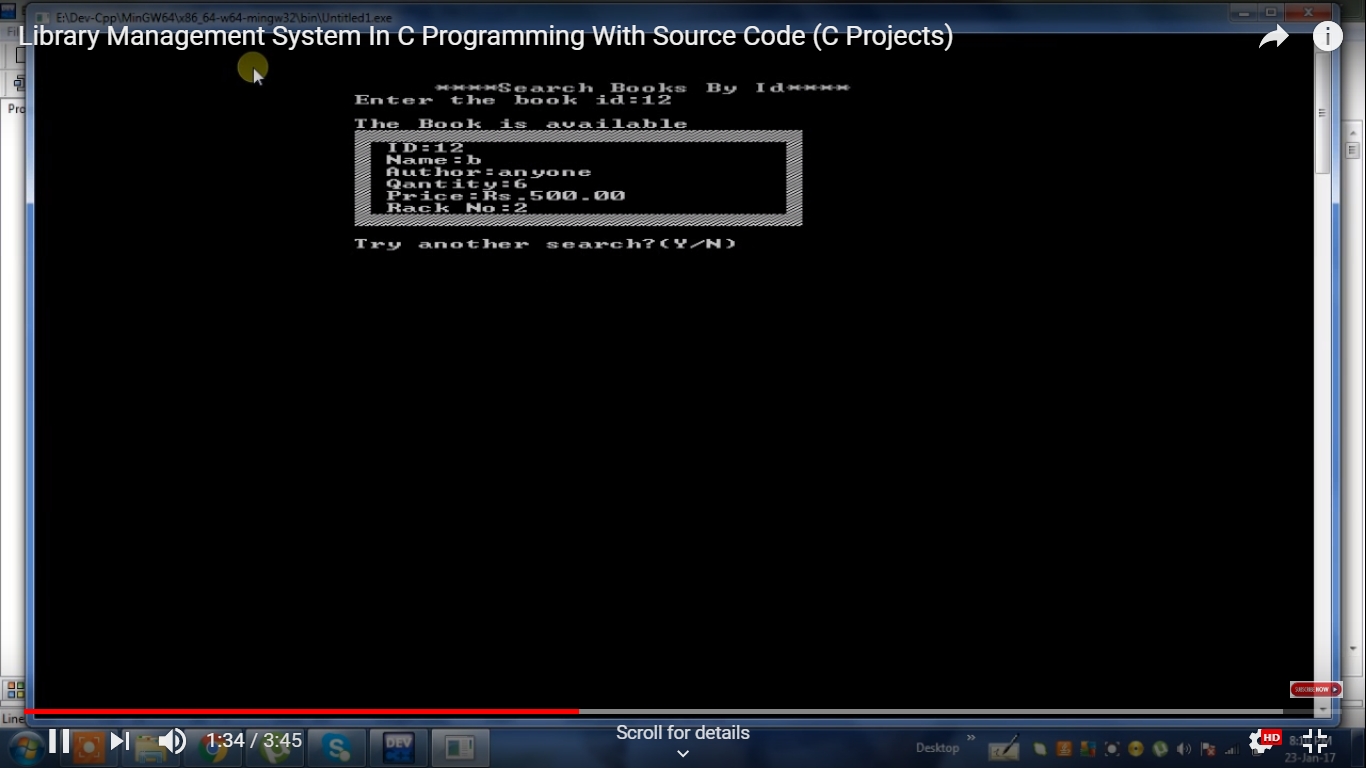 E:\Dev-Cpp\MinGW64\x86_64-w64-mingw32\bin\Untitled1.exe
Library Management System In C Programming With Source Code (C Projects)
****Search Books By Id****
Enter the book id:12
The Book is available
ID:12
Name:b
Author:anyone
Qantity:6
Price:Rs.500.00
Rack No:2
Try another search?(Y/N)
SUBSCRIBE NOW
1:34 / 3:45
Scroll for details
DEV
Desktop
HD
23-Jan-17